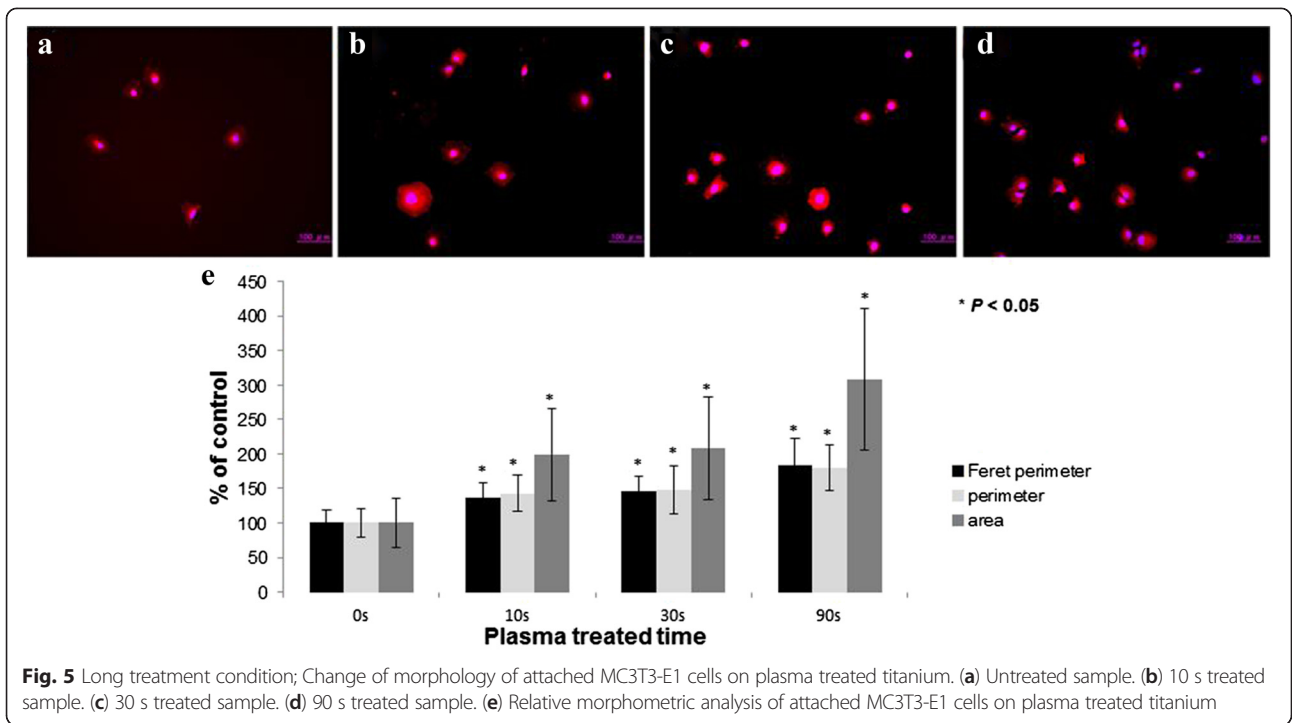 a
b
c
d
100 μm
100 μm
100 μm
100 μm
e
450
400
350
300
250
200
150
100
50
0
% of control
* P < 0.05
*
*
*
*
*
*
*
*
*
Feret perimeter
perimeter
area
0s 10s 30s 90s
Plasma treated time
Fig. 5 Long treatment condition; Change of morphology of attached MC3T3-E1 cells on plasma treated titanium. (a) Untreated sample. (b) 10 s treated
sample. (c) 30 s treated sample. (d) 90 s treated sample. (e) Relative morphometric analysis of attached MC3T3-E1 cells on plasma treated titanium